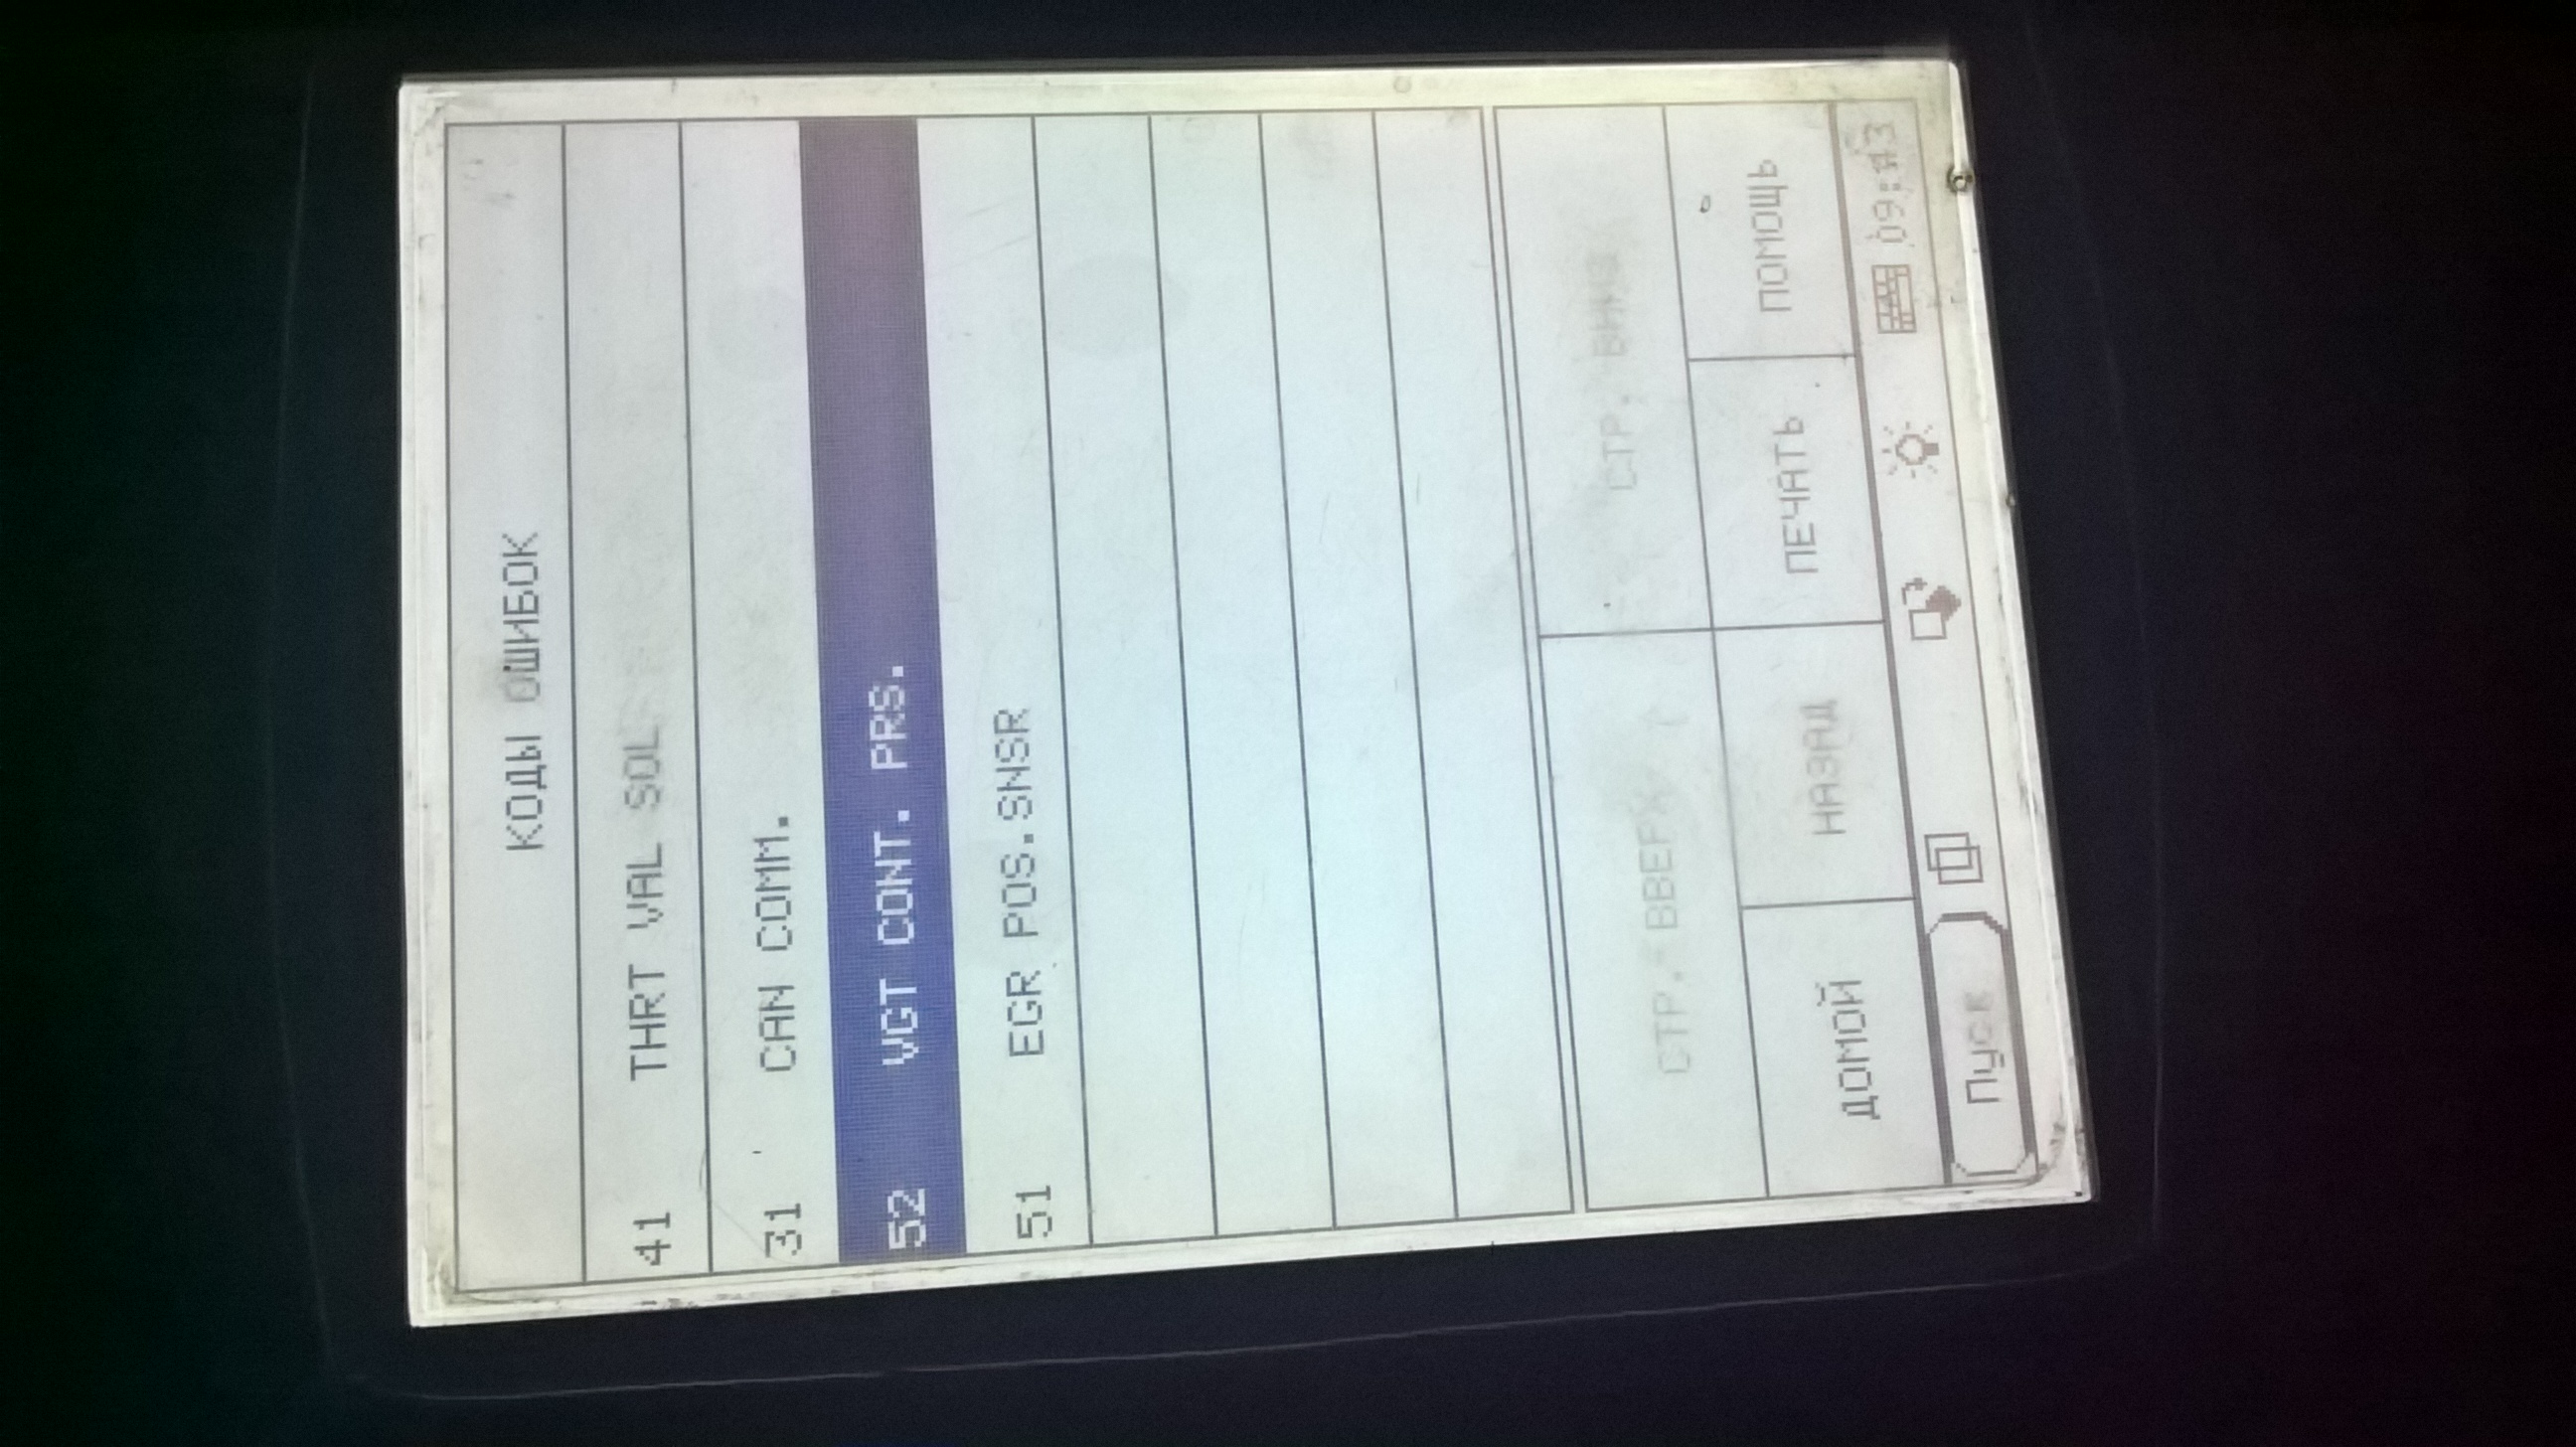 КОДЫ ОШИБОК
41 THRT VAL SOL
31 CAN COMM.
52 VGT CONT. PRS.
51 EGR POS.SNSR
СТР. ВВЕРХ СТР. ВНИЗ
ДОМОЙ НАЗАД ПЕЧАТЬ ПОМОЩЬ
Пуск 09:43